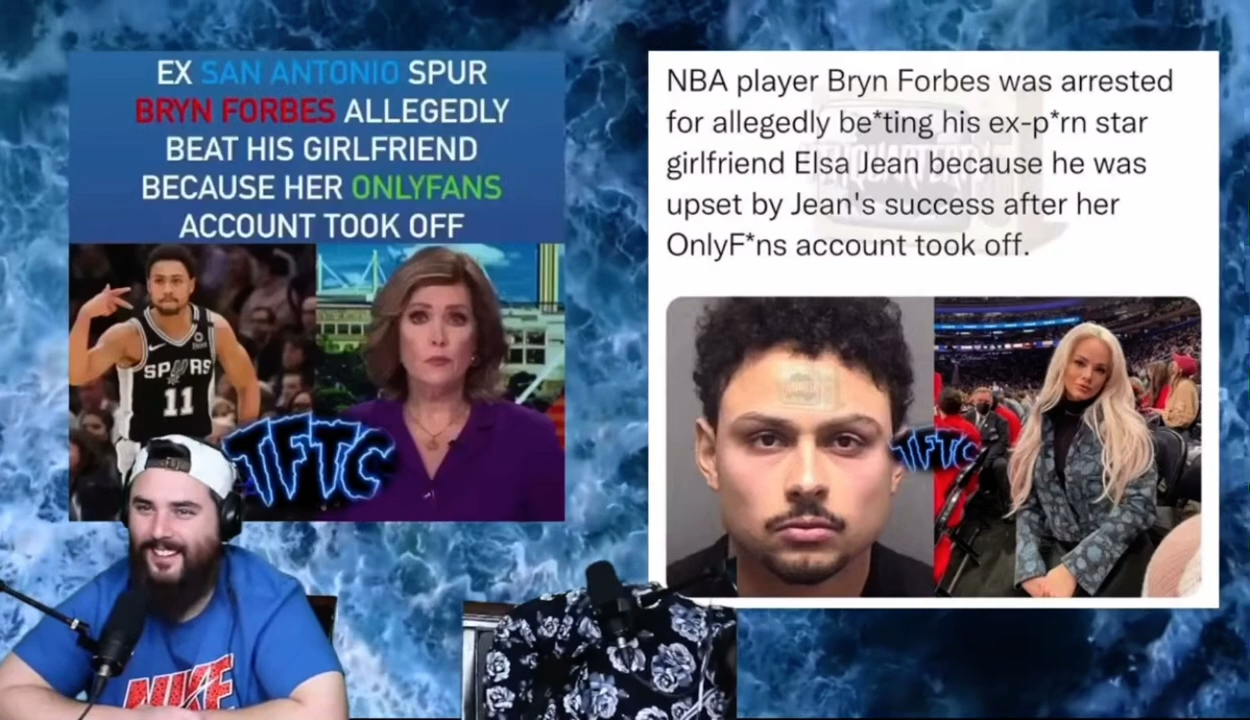 EX SAN ANTONIO SPUR
BRYN FORBES ALLEGEDLY
BEAT HIS GIRLFRIEND
BECAUSE HER ONLYFANS
ACCOUNT TOOK OFF
SPURS
11
TFTC
NIKE
NBA player Bryn Forbes was arrested
for allegedly be*ting his ex-p*rn star
girlfriend Elsa Jean because he was
upset by Jean's success after her
OnlyF*ns account took off.
TFTC